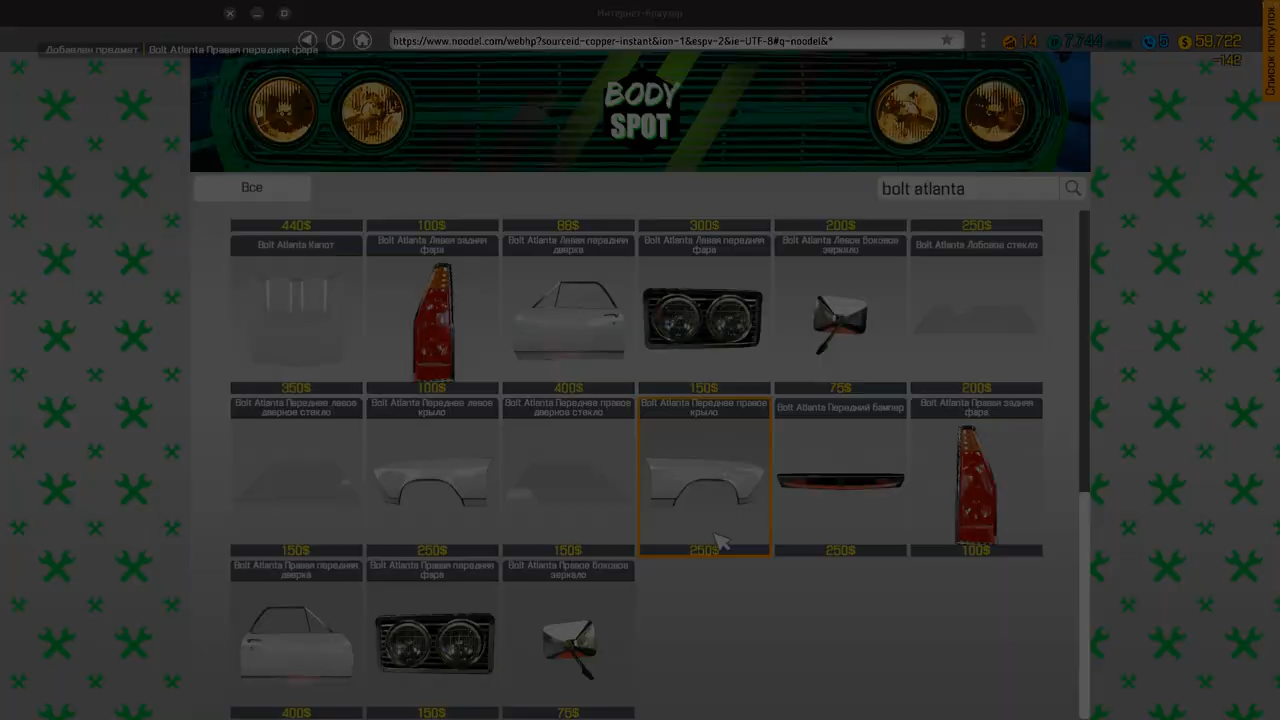 Интернет-браузер
Добавлен предмет | Bolt Atlanta Правая передняя фара
https://www.noodel.com/webhp?sourceid-copper-instant&ion-1&espv-2&ie-UTF-8#q-noodel&*
14
7,744
6
59,722
-142
Список покупок
BODY
SPOT
Все
bolt atlanta
440$ 100$ 88$ 300$ 200$ 250$
Bolt Atlanta Капот
Bolt Atlanta Левая задняя
фара
Bolt Atlanta Левая передняя
дверка
Bolt Atlanta Левая передняя
фара
Bolt Atlanta Левое боковое
зеркало
Bolt Atlanta Лобовое стекло
350$ 100$ 400$ 150$ 75$ 200$
Bolt Atlanta Переднее левое
дверное стекло
Bolt Atlanta Переднее левое
крыло
Bolt Atlanta Переднее правое
дверное стекло
Bolt Atlanta Переднее правое
крыло
Bolt Atlanta Передний бампер
Bolt Atlanta Правая задняя
фара
150$ 250$ 150$ 250$ 250$ 100$
Bolt Atlanta Правая передняя
дверка
Bolt Atlanta Правая передняя
фара
Bolt Atlanta Правое боковое
зеркало
400$ 150$ 75$